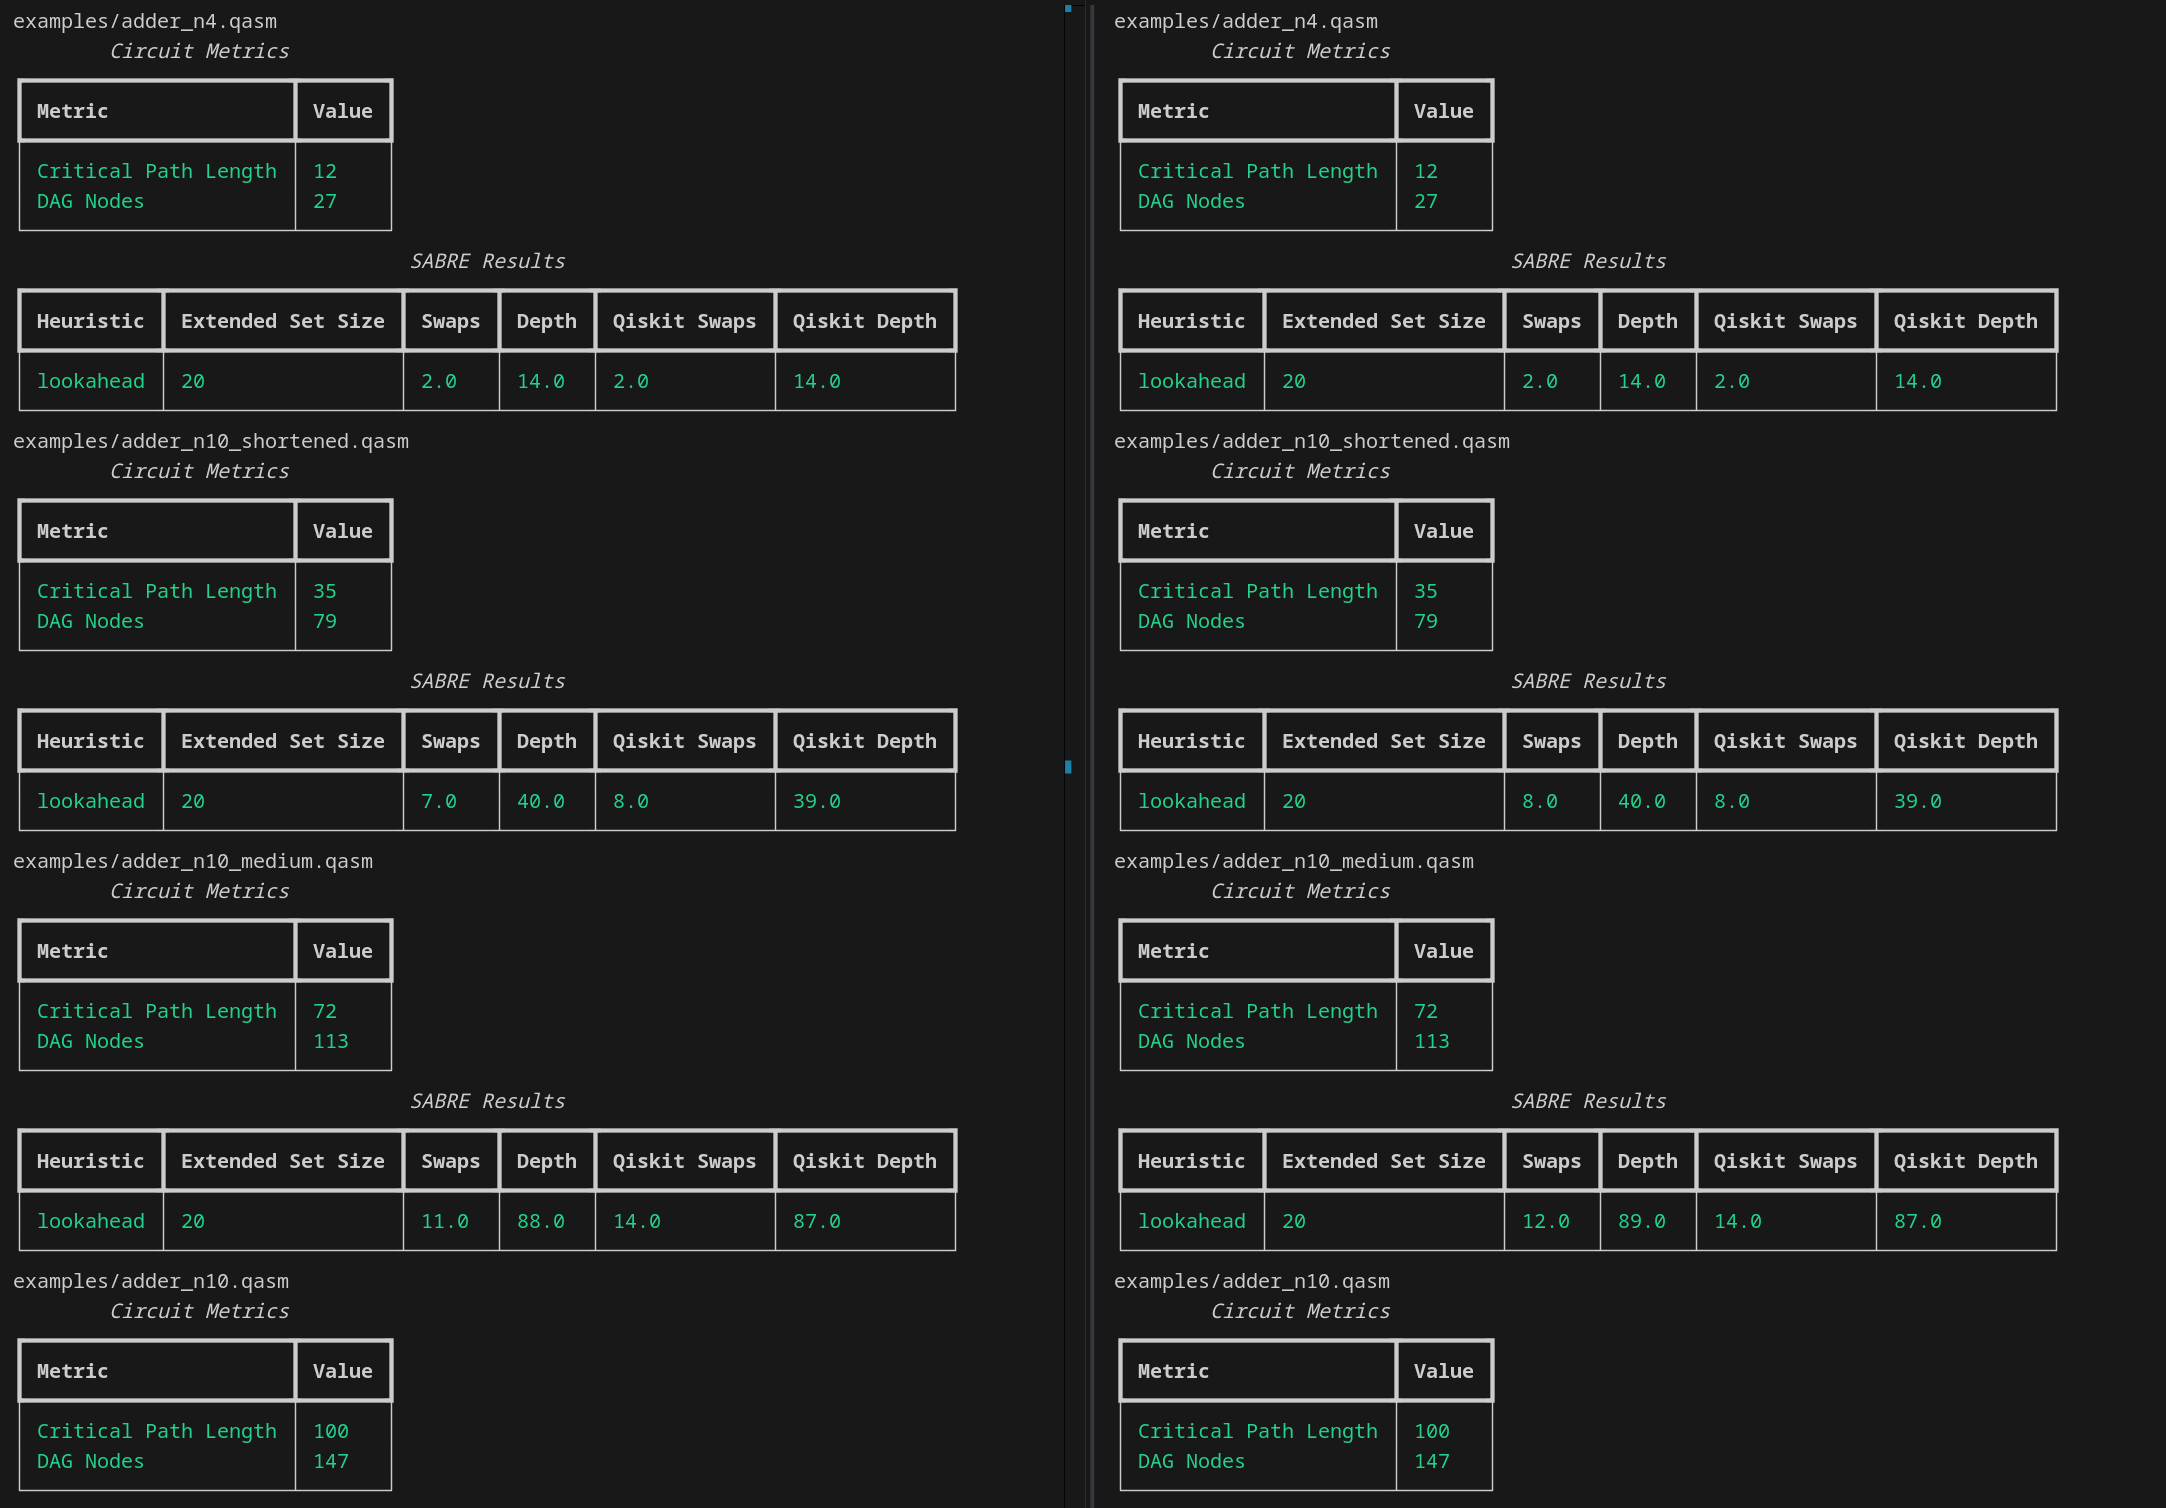 examples/adder_n4.qasm
Circuit Metrics
Metric Value
Critical Path Length 12
DAG Nodes 27
SABRE Results
Heuristic Extended Set Size Swaps Depth Qiskit Swaps Qiskit Depth
lookahead 20 2.0 14.0 2.0 14.0
examples/adder_n10_shortened.qasm
Circuit Metrics
Metric Value
Critical Path Length 35
DAG Nodes 79
SABRE Results
Heuristic Extended Set Size Swaps Depth Qiskit Swaps Qiskit Depth
lookahead 20 7.0 40.0 8.0 39.0
examples/adder_n10_medium.qasm
Circuit Metrics
Metric Value
Critical Path Length 72
DAG Nodes 113
SABRE Results
Heuristic Extended Set Size Swaps Depth Qiskit Swaps Qiskit Depth
lookahead 20 11.0 88.0 14.0 87.0
examples/adder_n10.qasm
Circuit Metrics
Metric Value
Critical Path Length 100
DAG Nodes 147
examples/adder_n4.qasm
Circuit Metrics
Metric Value
Critical Path Length 12
DAG Nodes 27
SABRE Results
Heuristic Extended Set Size Swaps Depth Qiskit Swaps Qiskit Depth
lookahead 20 2.0 14.0 2.0 14.0
examples/adder_n10_shortened.qasm
Circuit Metrics
Metric Value
Critical Path Length 35
DAG Nodes 79
SABRE Results
Heuristic Extended Set Size Swaps Depth Qiskit Swaps Qiskit Depth
lookahead 20 8.0 40.0 8.0 39.0
examples/adder_n10_medium.qasm
Circuit Metrics
Metric Value
Critical Path Length 72
DAG Nodes 113
SABRE Results
Heuristic Extended Set Size Swaps Depth Qiskit Swaps Qiskit Depth
lookahead 20 12.0 89.0 14.0 87.0
examples/adder_n10.qasm
Circuit Metrics
Metric Value
Critical Path Length 100
DAG Nodes 147